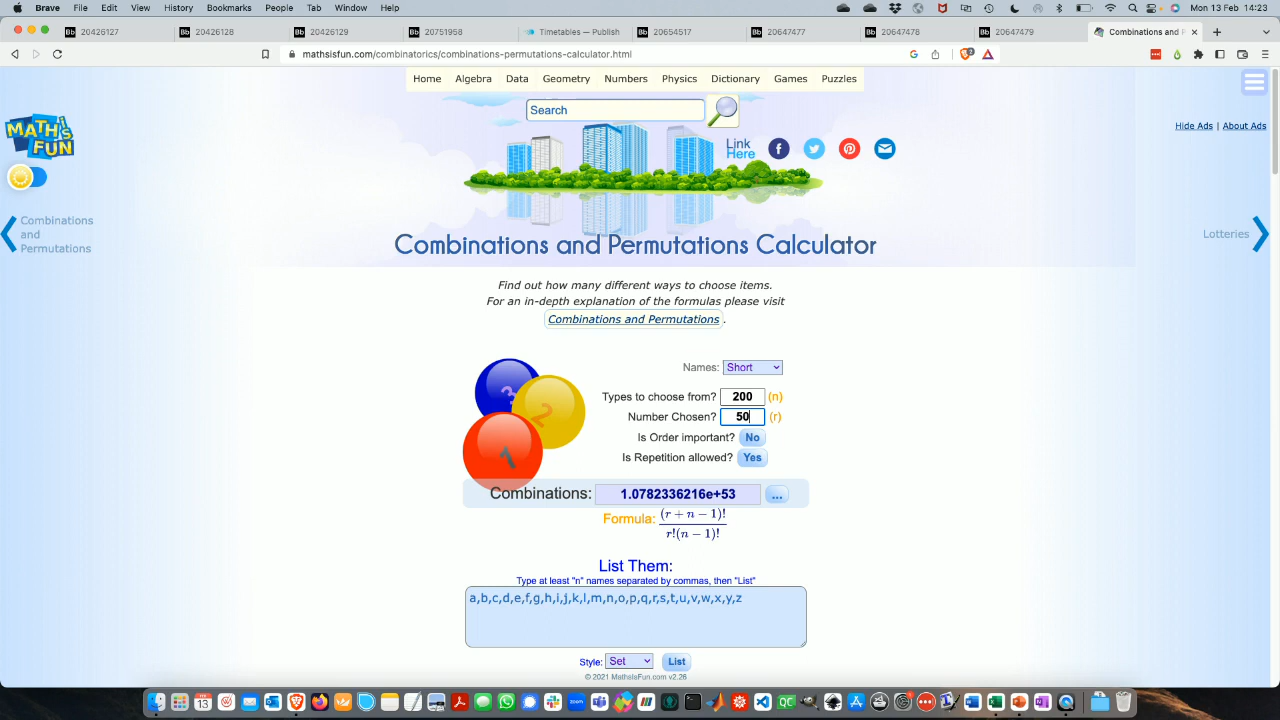 Brave File Edit View History Bookmarks People Tab Window Help Mon 13 Feb 14:23
20426127 20426128 20426129 20751958 Timetables — Publish 20654517 20647477 20647478 20647479 Combinations and P
mathsisfun.com/combinatorics/combinations-permutations-calculator.html
Home Algebra Data Geometry Numbers Physics Dictionary Games Puzzles
Search
MATH is FUN
Link Here
Hide Ads | About Ads
Combinations and Permutations
Lotteries
Combinations and Permutations Calculator
Find out how many different ways to choose items.
For an in-depth explanation of the formulas please visit
Combinations and Permutations.
3
2
1
Names: Short
Types to choose from? 200 (n)
Number Chosen? 50 (r)
Is Order important? No
Is Repetition allowed? Yes
Combinations: 1.0782336216e+53 ...
Formula: (r + n − 1)!
r!(n − 1)!
List Them:
Type at least "n" names separated by commas, then "List"
a,b,c,d,e,f,g,h,i,j,k,l,m,n,o,p,q,r,s,t,u,v,w,x,y,z
Style: Set List
© 2021 MathsIsFun.com v2.26